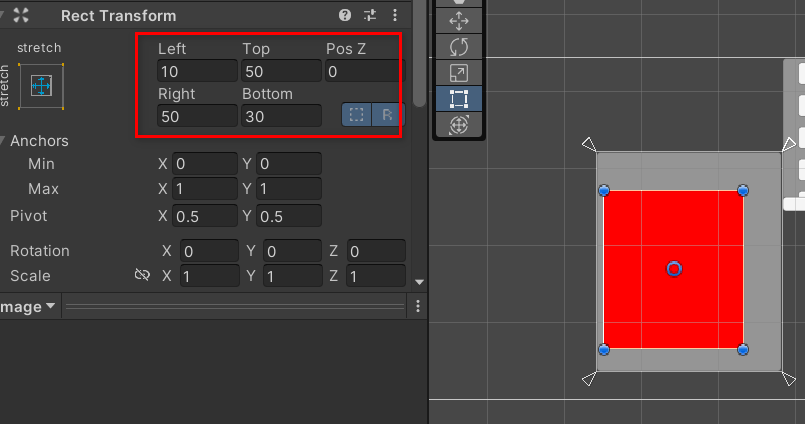 Rect Transform
stretch
stretch
Left Top Pos Z
10 50 0
Right Bottom
50 30 R
Anchors
Min X 0 Y 0
Max X 1 Y 1
Pivot X 0.5 Y 0.5
Rotation X 0 Y 0 Z 0
Scale X 1 Y 1 Z 1
mage